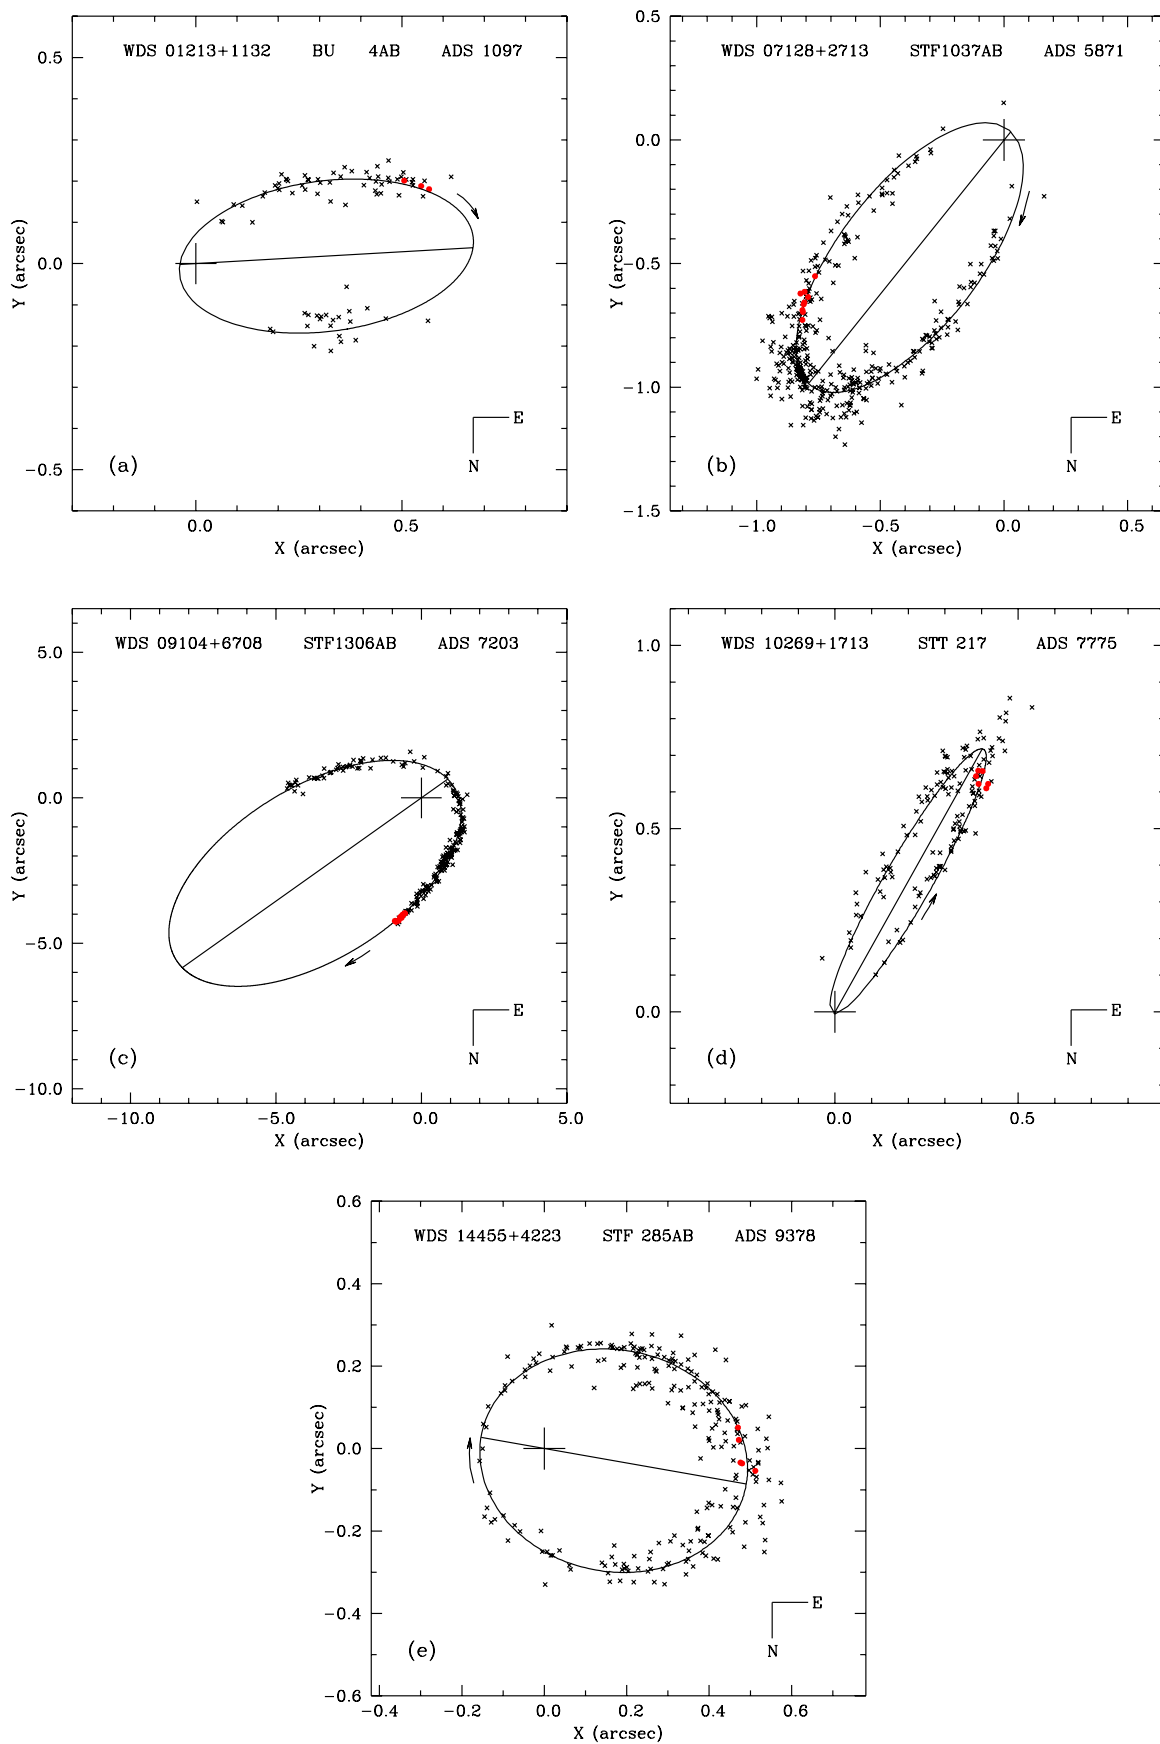 WDS 01213+1132 BU 4AB ADS 1097
0.5
0.0
−0.5
Y (arcsec)
E
N
(a)
0.0 0.5
X (arcsec)
WDS 07128+2713 STF1037AB ADS 5871
0.5
0.0
−0.5
−1.0
−1.5
Y (arcsec)
E
N
(b)
−1.0 −0.5 0.0 0.5
X (arcsec)
WDS 09104+6708 STF1306AB ADS 7203
5.0
0.0
−5.0
−10.0
Y (arcsec)
E
N
(c)
−10.0 −5.0 0.0 5.0
X (arcsec)
WDS 10269+1713 STT 217 ADS 7775
1.0
0.5
0.0
Y (arcsec)
E
N
(d)
0.0 0.5
X (arcsec)
WDS 14455+4223 STF 285AB ADS 9378
0.6
0.4
0.2
0.0
−0.2
−0.4
−0.6
Y (arcsec)
E
N
(e)
−0.4 −0.2 0.0 0.2 0.4 0.6
X (arcsec)